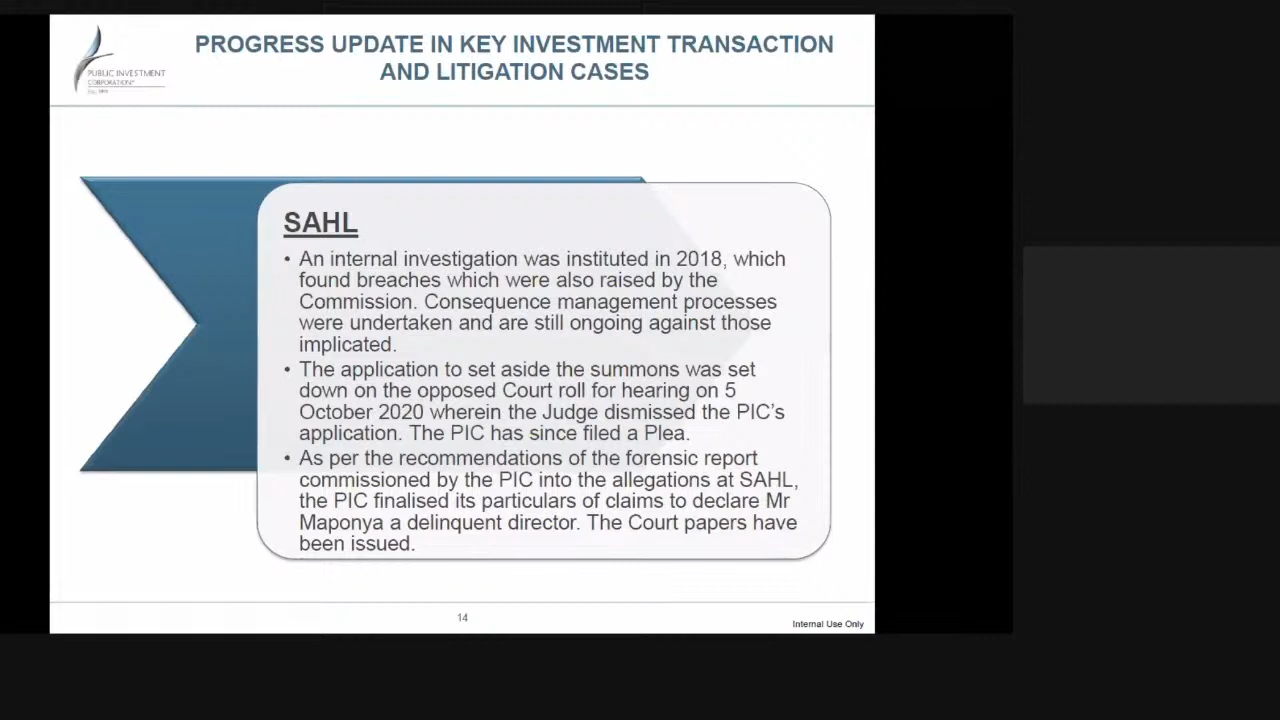 PUBLIC INVESTMENT
CORPORATION®
PROGRESS UPDATE IN KEY INVESTMENT TRANSACTION
AND LITIGATION CASES
SAHL
• An internal investigation was instituted in 2018, which
found breaches which were also raised by the
Commission. Consequence management processes
were undertaken and are still ongoing against those
implicated.
• The application to set aside the summons was set
down on the opposed Court roll for hearing on 5
October 2020 wherein the Judge dismissed the PIC’s
application. The PIC has since filed a Plea.
• As per the recommendations of the forensic report
commissioned by the PIC into the allegations at SAHL,
the PIC finalised its particulars of claims to declare Mr
Maponya a delinquent director. The Court papers have
been issued.
14
Internal Use Only